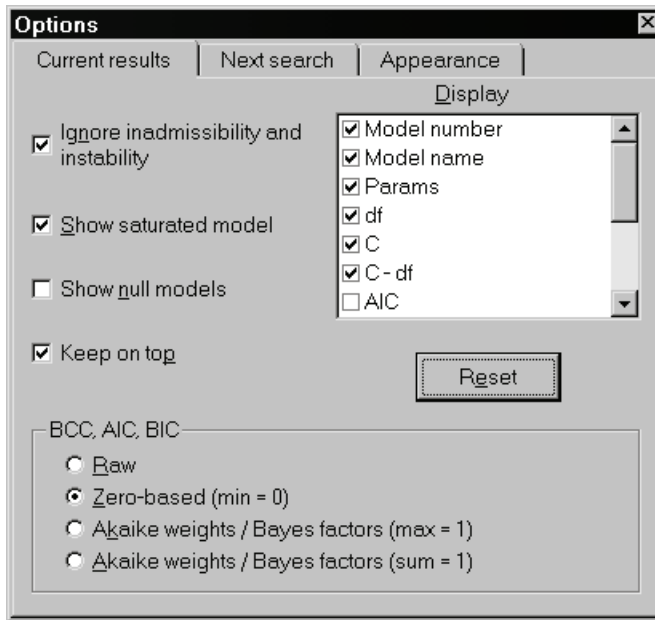 Options
Current results
Next search
Appearance
Display
Ignore inadmissibility and
instability
Show saturated model
Show null models
Keep on top
Model number
Model name
Params
df
C
C - df
AIC
Reset
BCC, AIC, BIC
Raw
Zero-based (min = 0)
Akaike weights / Bayes factors (max = 1)
Akaike weights / Bayes factors (sum = 1)